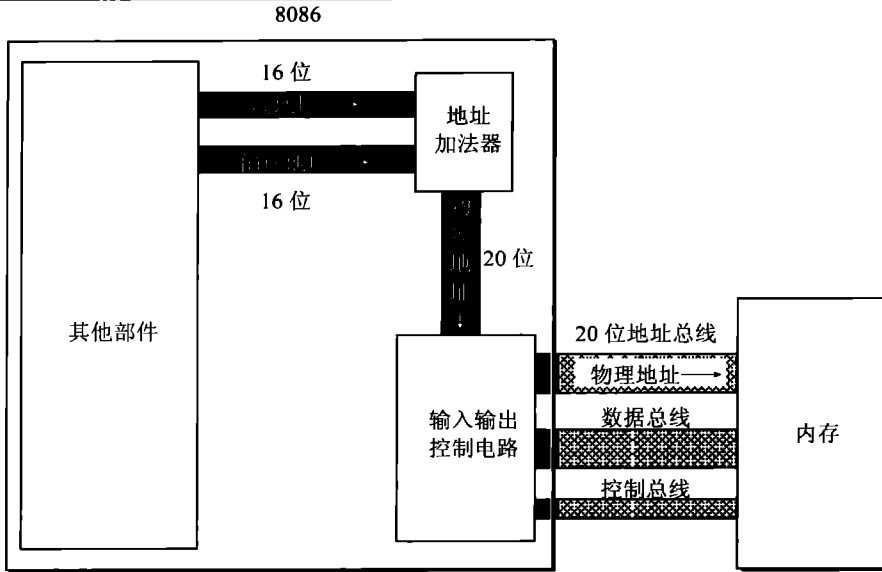 8086
16 位
地址
加法器
16 位
20 位
其他部件
输入输出
控制电路
20 位地址总线
物理地址
数据总线
控制总线
内存